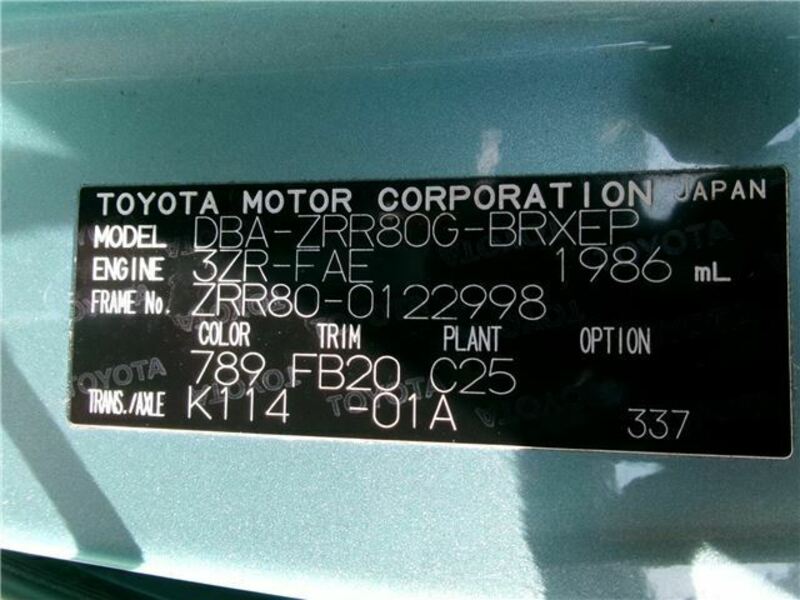 TOYOTA MOTOR CORPORATION JAPAN
MODEL DBA-ZRR80G-BRXEP
ENGINE 3ZR-FAE 1986 mL
FRAME No. ZRR80-0122998
COLOR TRIM PLANT OPTION
789 FB20 C25
TRANS./AXLE K114 -01A 337